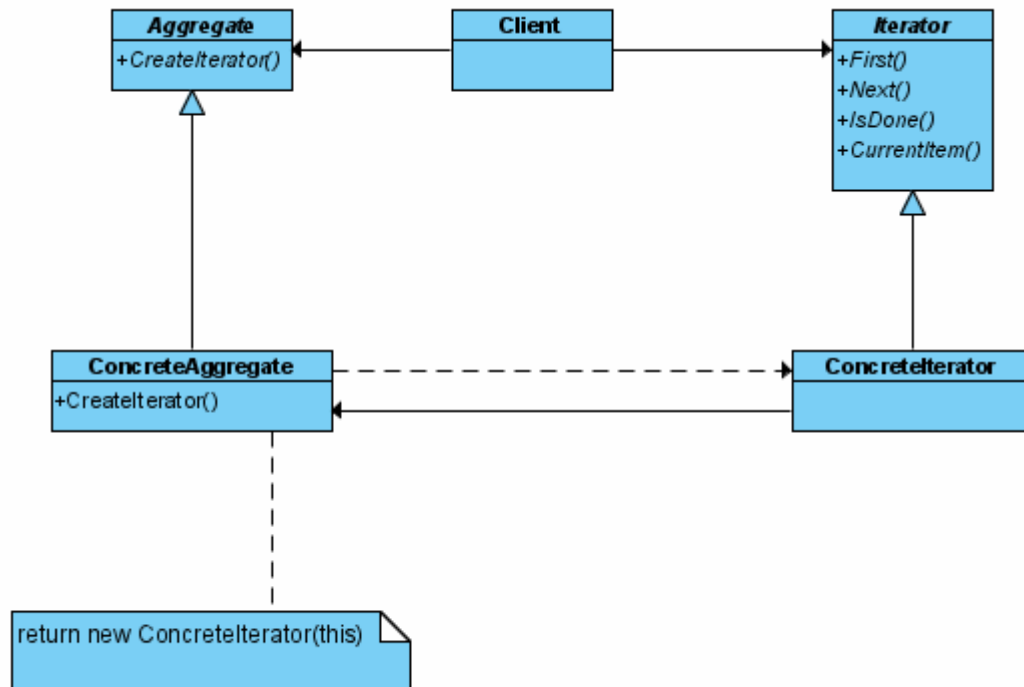 Aggregate
+CreateIterator()
Client
Iterator
+First()
+Next()
+IsDone()
+CurrentItem()
ConcreteAggregate
+CreateIterator()
ConcreteIterator
return new ConcreteIterator(this)